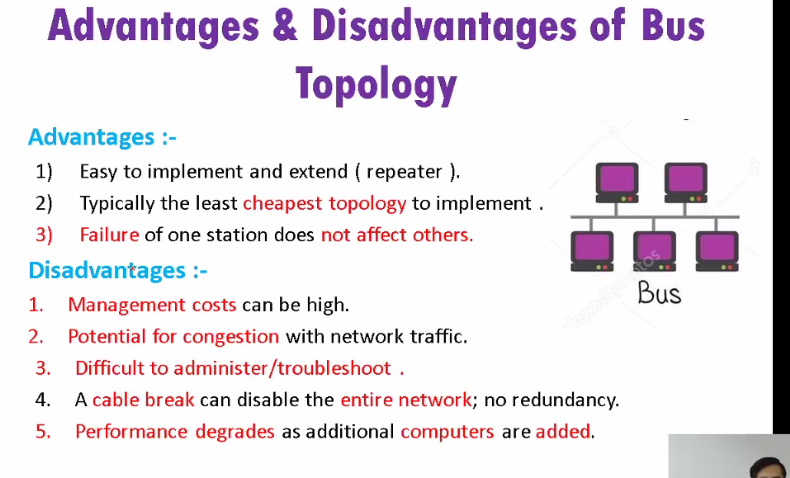 Advantages & Disadvantages of Bus
Topology
Advantages :-
1) Easy to implement and extend ( repeater ).
2) Typically the least cheapest topology to implement .
3) Failure of one station does not affect others.
Disadvantages :-
1. Management costs can be high.
2. Potential for congestion with network traffic.
3. Difficult to administer/troubleshoot .
4. A cable break can disable the entire network; no redundancy.
5. Performance degrades as additional computers are added.
Bus
depositphotos